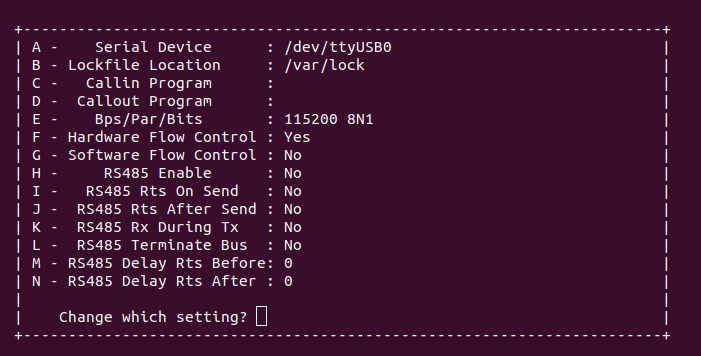 +-----------------------------------------------------------------------+
| A -    Serial Device      : /dev/ttyUSB0                              |
| B - Lockfile Location     : /var/lock                                 |
| C -   Callin Program      :                                           |
| D -  Callout Program      :                                           |
| E -    Bps/Par/Bits       : 115200 8N1                                |
| F - Hardware Flow Control : Yes                                       |
| G - Software Flow Control : No                                        |
| H -     RS485 Enable      : No                                        |
| I -   RS485 Rts On Send   : No                                        |
| J -  RS485 Rts After Send : No                                        |
| K -  RS485 Rx During Tx   : No                                        |
| L -  RS485 Terminate Bus  : No                                        |
| M - RS485 Delay Rts Before: 0                                         |
| N - RS485 Delay Rts After : 0                                         |
|                                                                       |
|    Change which setting?                                              |
+-----------------------------------------------------------------------+